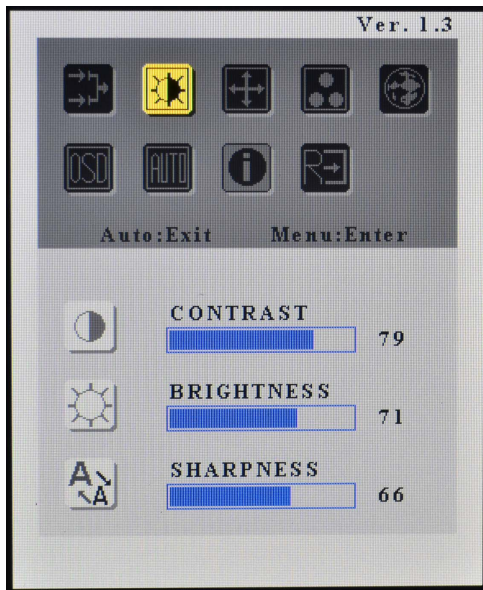 Ver. 1.3
OSD AUTO i R
Auto:Exit Menu:Enter
CONTRAST
79
BRIGHTNESS
71
A A
SHARPNESS
66